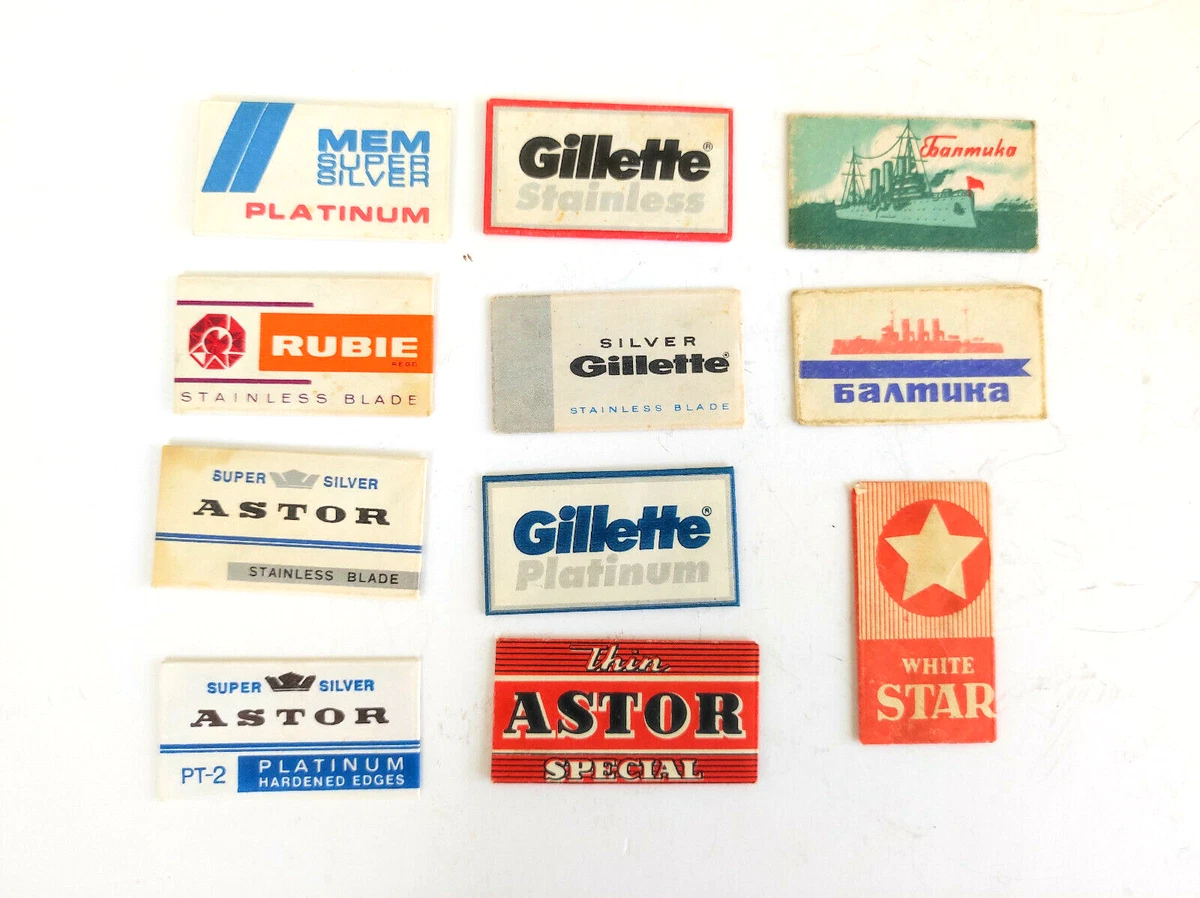 MEM
SUPER
SILVER
PLATINUM
Gillette®
Stainless
Балтика
RUBIE
REGD
STAINLESS BLADE
SILVER
Gillette®
STAINLESS BLADE
Балтика
SUPER SILVER
ASTOR
STAINLESS BLADE
Gillette®
Platinum
WHITE
STAR
SUPER SILVER
ASTOR
PT-2 PLATINUM
HARDENED EDGES
Thin
ASTOR
SPECIAL